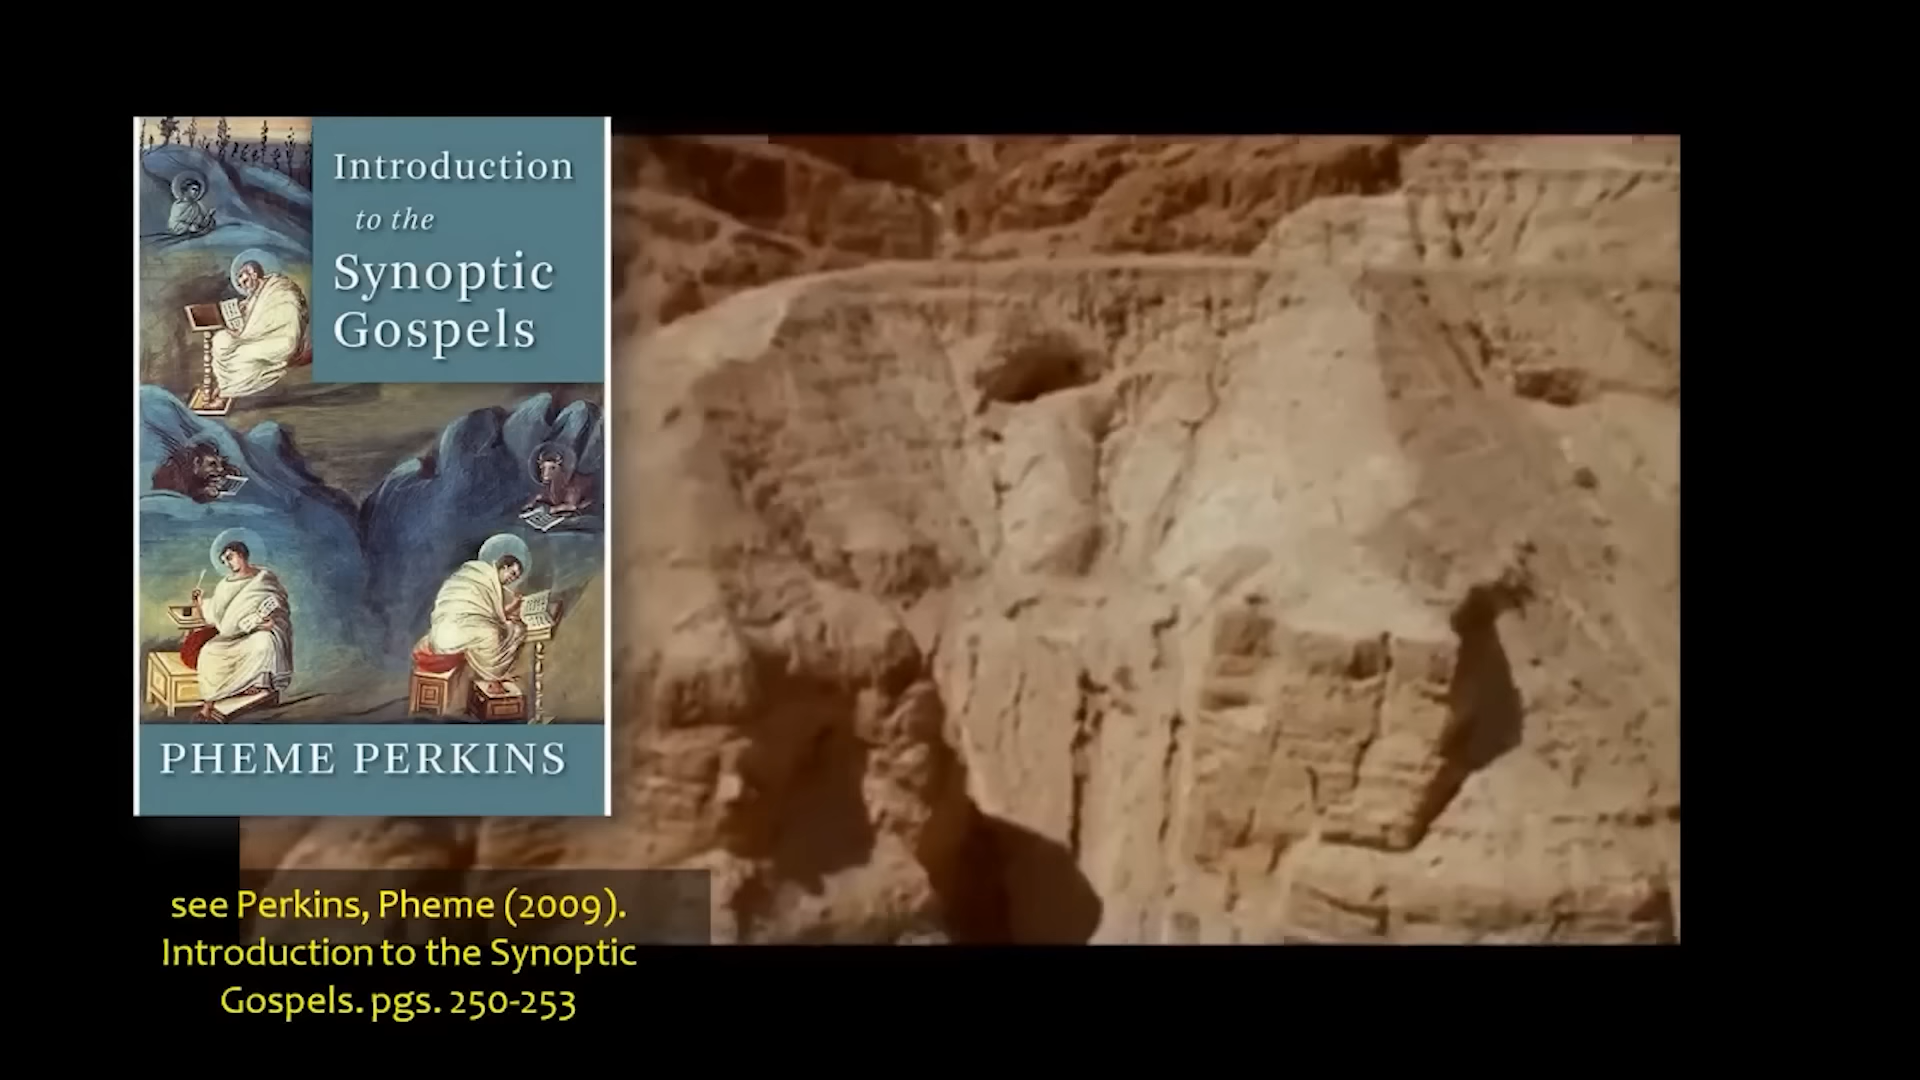 Introduction
to the
Synoptic
Gospels
PHEME PERKINS
see Perkins, Pheme (2009).
Introduction to the Synoptic
Gospels. pgs. 250-253